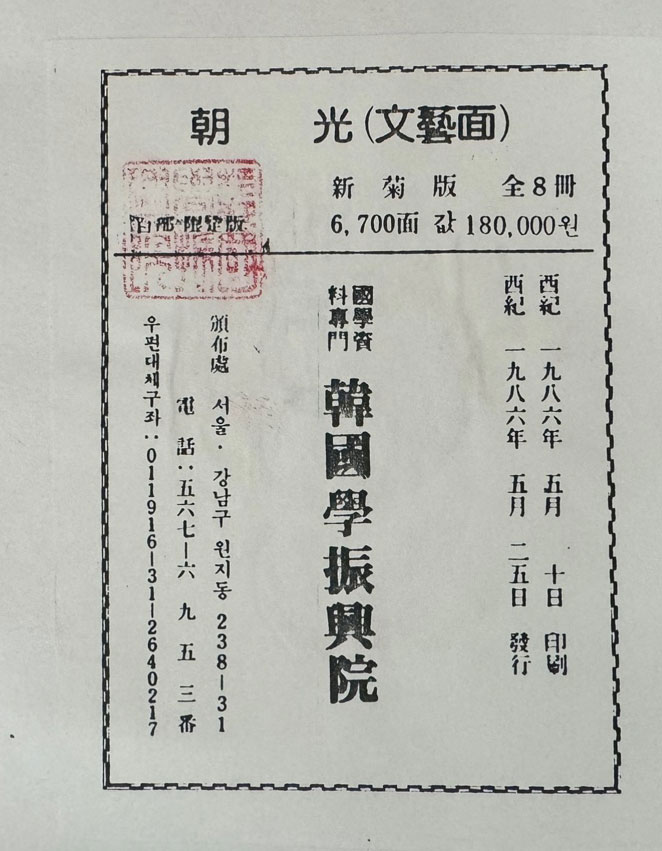 朝 光(文藝面)
新菊版 全8冊
部 限定版 6,700面 값 180,000원
西紀 一九八六年 五月 十日 印刷
西紀 一九八六年 五月 二五日 發行
國學資
料專門
韓國學振興院
頒布處 서울· 강남구 원지동 238-31
電話:五六七-六九五三番
우편대체구좌:011916-31-2640217